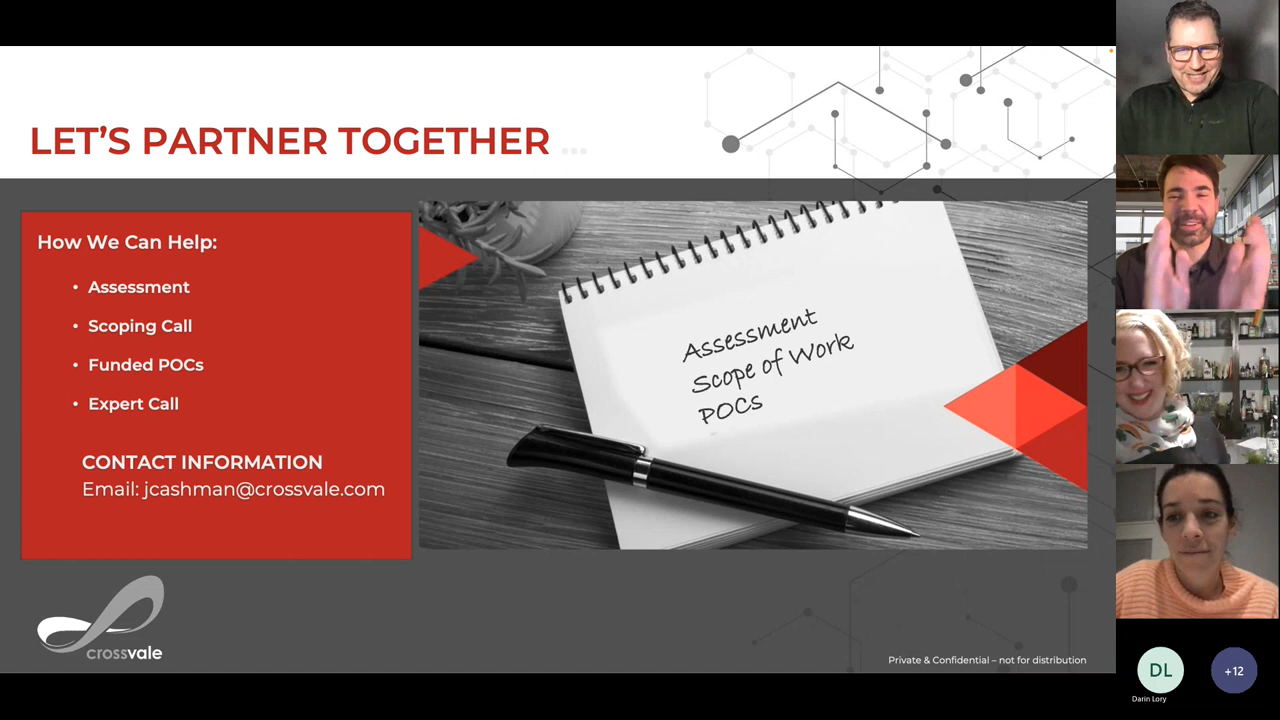 LET'S PARTNER TOGETHER
How We Can Help:
• Assessment
• Scoping Call
• Funded POCs
• Expert Call
CONTACT INFORMATION
Email: jcashman@crossvale.com
Assessment
Scope of Work
POCs
crossvale
Private & Confidential – not for distribution
DL
+12
Darin Lory